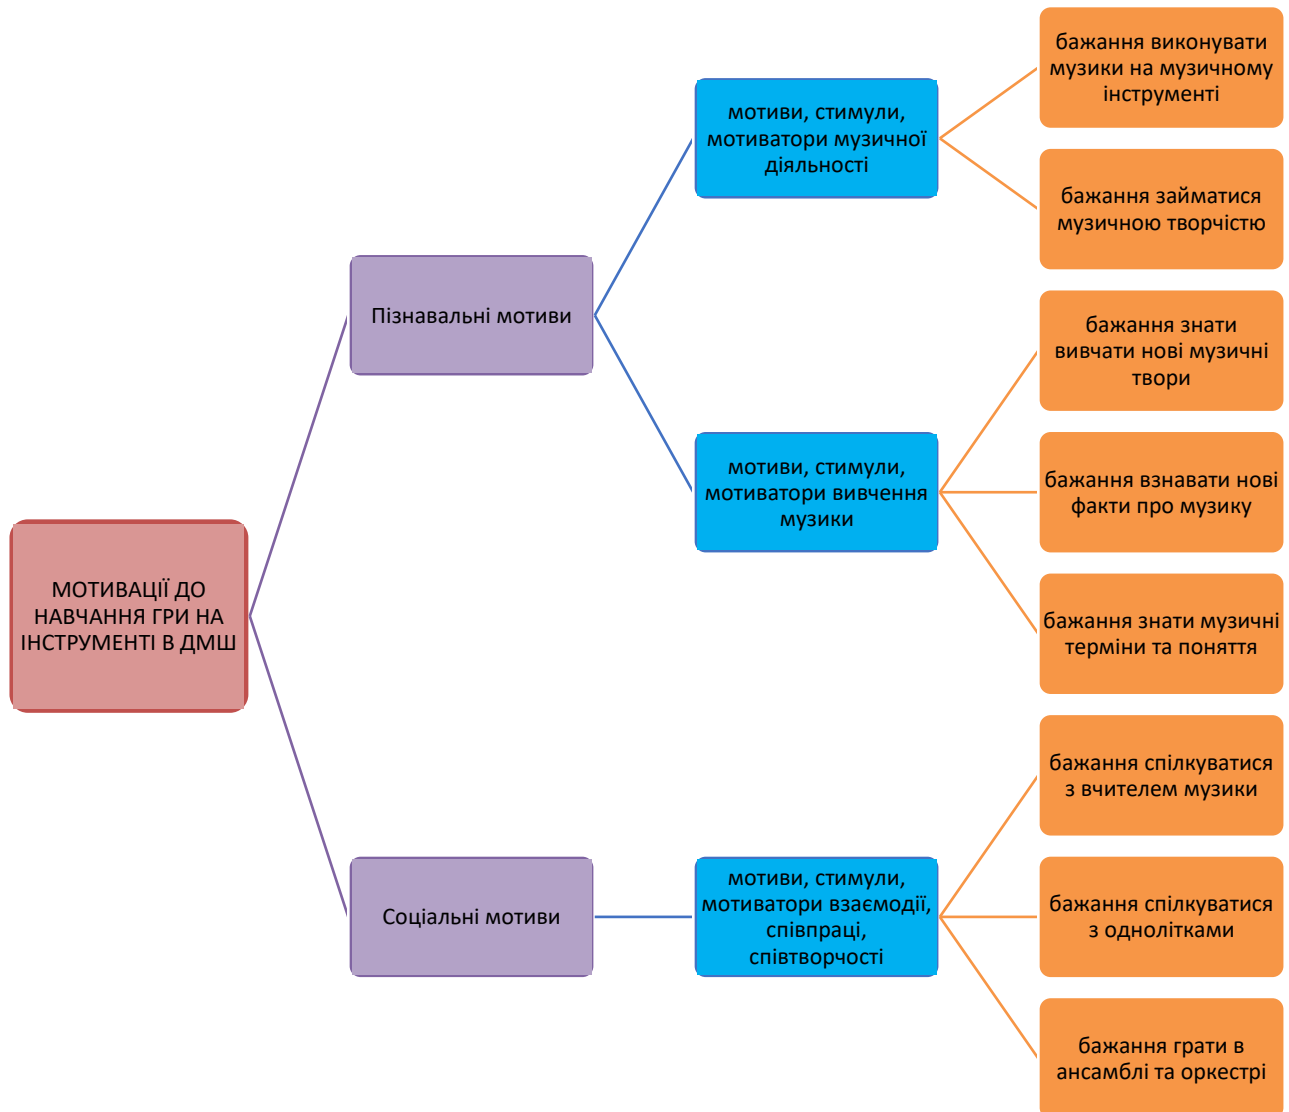 МОТИВАЦІЇ ДО
НАВЧАННЯ ГРИ НА
ІНСТРУМЕНТІ В ДМШ
Пізнавальні мотиви
мотиви, стимули,
мотиватори музичної
діяльності
бажання виконувати
музики на музичному
інструменті
бажання займатися
музичною творчістю
мотиви, стимули,
мотиватори вивчення
музики
бажання знати
вивчати нові музичні
твори
бажання взнавати нові
факти про музику
бажання знати музичні
терміни та поняття
Соціальні мотиви
мотиви, стимули,
мотиватори взаємодії,
співпраці,
співтворчості
бажання спілкуватися
з вчителем музики
бажання спілкуватися
з однолітками
бажання грати в
ансамблі та оркестрі